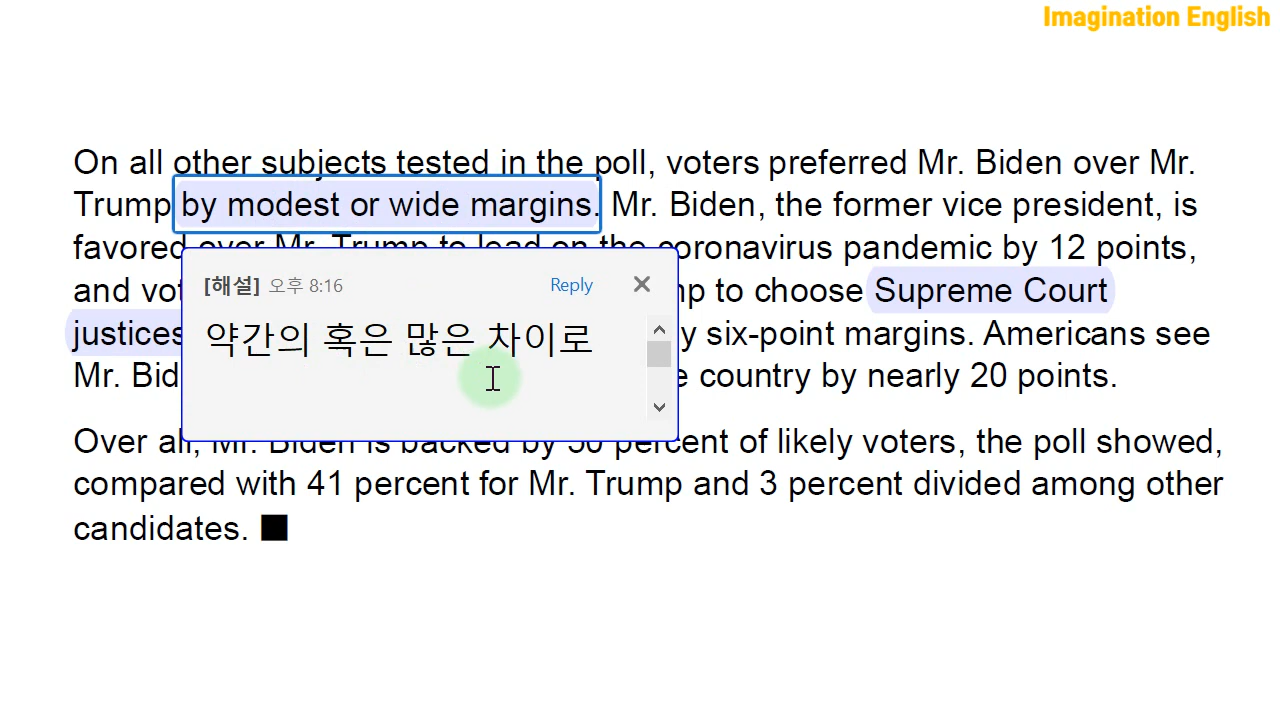 Imagination English
On all other subjects tested in the poll, voters preferred Mr. Biden over Mr.
Trump by modest or wide margins. Mr. Biden, the former vice president, is
favored over Mr. Trump to lead on the coronavirus pandemic by 12 points,
and to choose Supreme Court
justices six-point margins. Americans see
Mr. country by nearly 20 points.
[해설] 오후 8:16 Reply
약간의 혹은 많은 차이로
Over all, Mr. Biden is backed by 50 percent of likely voters, the poll showed,
compared with 41 percent for Mr. Trump and 3 percent divided among other
candidates. ■